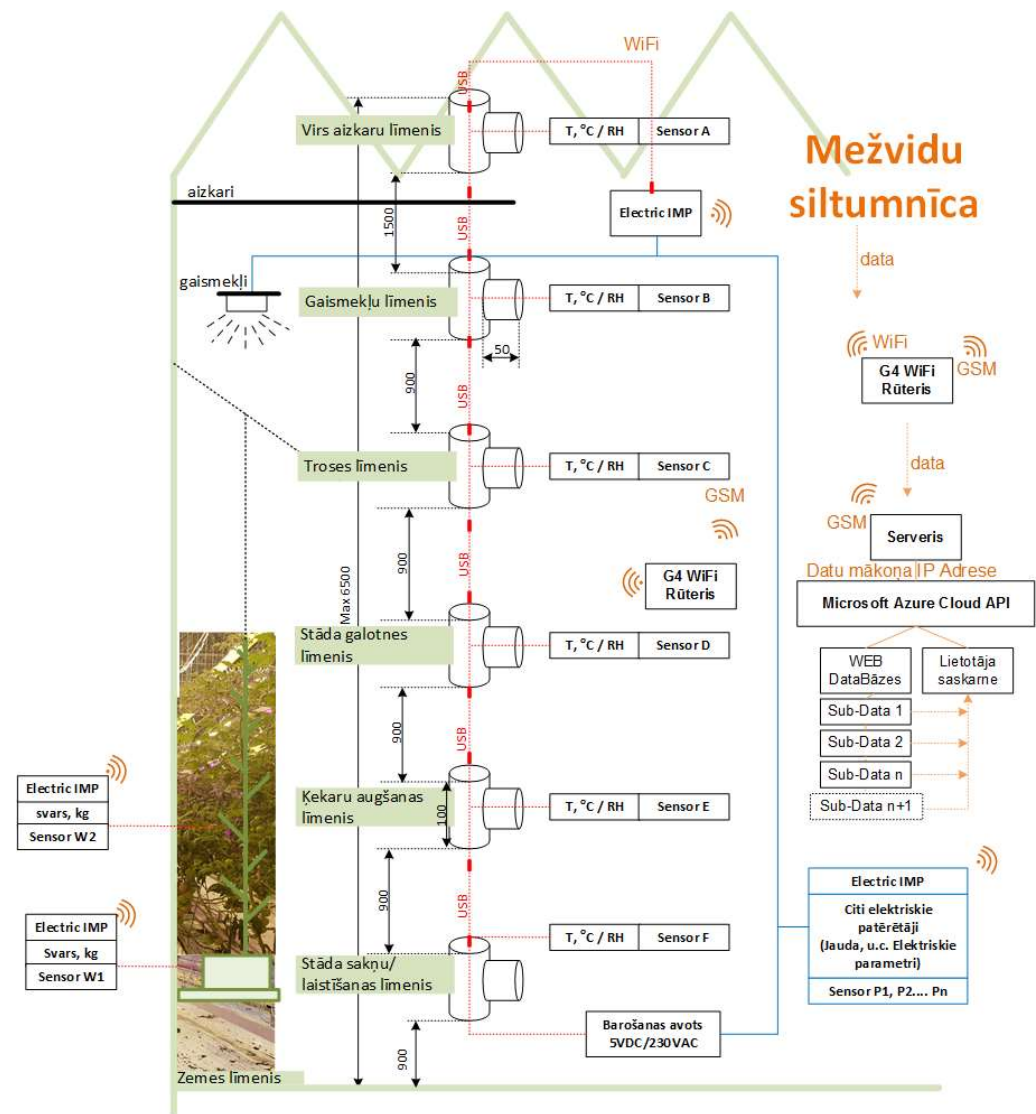 WiFi
USB
Virs aizkaru līmenis
T, °C / RH
Sensor A
Mežvidu
siltumnīca
aizkari
1500
Electric IMP
USB
data
gaismekļi
Gaismekļu līmenis
T, °C / RH
Sensor B
50
900
USB
WiFi
GSM
G4 WiFi
Rūteris
Troses līmenis
T, °C / RH
Sensor C
data
GSM
GSM
Serveris
900
USB
Max 6500
G4 WiFi
Rūteris
Datu mākoņa IP Adrese
Microsoft Azure Cloud API
Stāda galotnes
līmenis
T, °C / RH
Sensor D
WEB
DataBāzes
Lietotāja
saskarne
Sub-Data 1
Sub-Data 2
Sub-Data n
Sub-Data n+1
900
USB
Electric IMP
svars, kg
Sensor W2
Ķekaru augšanas
līmenis
100
T, °C / RH
Sensor E
900
USB
Electric IMP
Citi elektriskie
patērētāji
(Jauda, u.c. Elektriskie
parametri)
Sensor P1, P2.... Pn
Electric IMP
Svars, kg
Sensor W1
T, °C / RH
Sensor F
Stāda sakņu/
laistīšanas līmenis
Barošanas avots
5VDC/230VAC
900
Zemes līmenis